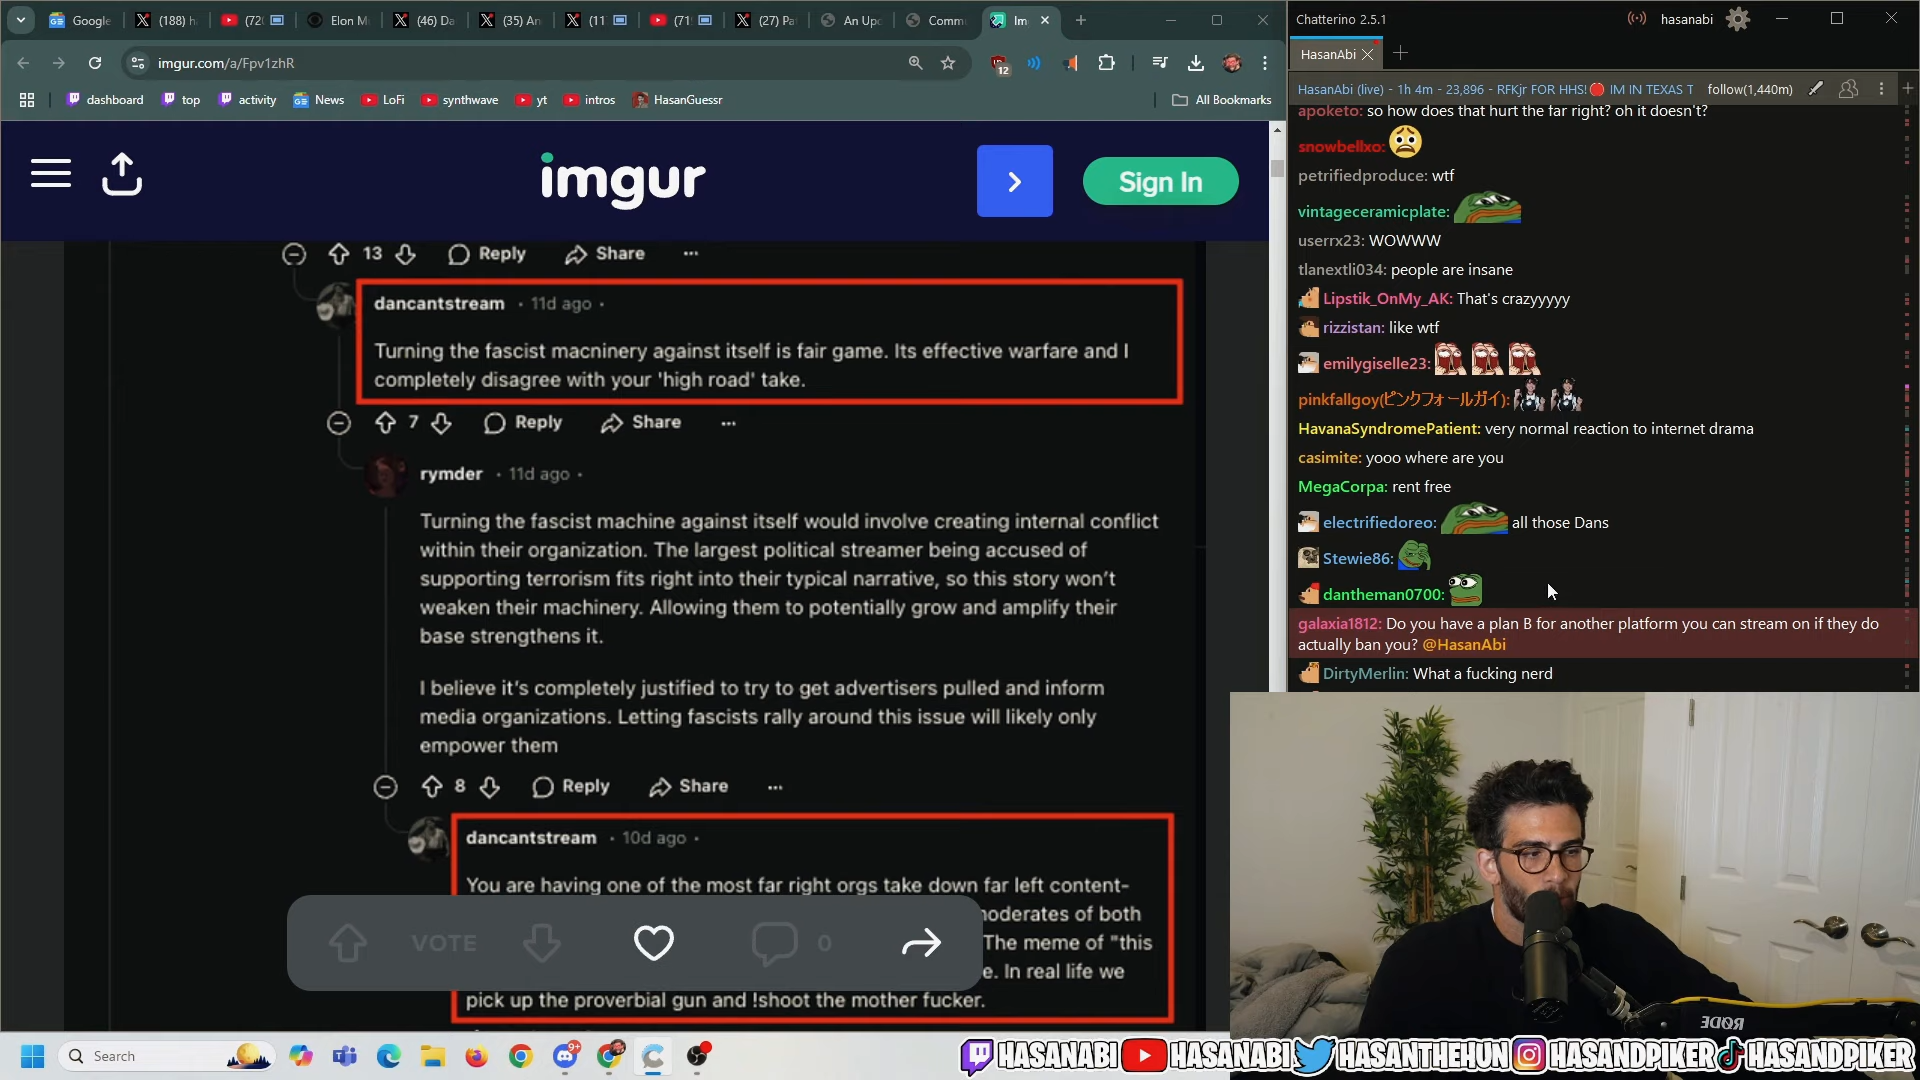 Google
(188) h
(720
Elon M
(46) Da
(35) An
(11
(719
(27) Pa
An Upd
Commu
Im
imgur.com/a/Fpv1zhR
12
dashboard
top
activity
News
LoFi
synthwave
yt
intros
HasanGuessr
All Bookmarks
imgur
Sign In
13
Reply
Share
dancantstream · 11d ago ·
Turning the fascist macninery against itself is fair game. Its effective warfare and I
completely disagree with your 'high road' take.
7
Reply
Share
rymder · 11d ago ·
Turning the fascist machine against itself would involve creating internal conflict
within their organization. The largest political streamer being accused of
supporting terrorism fits right into their typical narrative, so this story won't
weaken their machinery. Allowing them to potentially grow and amplify their
base strengthens it.
I believe it's completely justified to try to get advertisers pulled and inform
media organizations. Letting fascists rally around this issue will likely only
empower them
8
Reply
Share
dancantstream · 10d ago ·
You are having one of the most far right orgs take down far left content-
moderates of both
The meme of "this
e. In real life we
pick up the proverbial gun and !shoot the mother fucker.
VOTE
0
Search
9+
Chatterino 2.5.1
hasanabi
HasanAbi
HasanAbi (live) - 1h 4m - 23,896 - RFKjr FOR HHS! IM IN TEXAS T
follow(1,440m)
apoketo: so how does that hurt the far right? oh it doesn't?
snowbellxo:
petrifiedproduce: wtf
vintageceramicplate:
userrx23: WOWWW
tlanextli034: people are insane
Lipstik_OnMy_AK: That's crazyyyyy
rizzistan: like wtf
emilygiselle23:
pinkfallgoy(ピンクフォールガイ):
HavanaSyndromePatient: very normal reaction to internet drama
casimite: yooo where are you
MegaCorpa: rent free
electrifiedoreo: all those Dans
Stewie86:
dantheman0700:
galaxia1812: Do you have a plan B for another platform you can stream on if they do
actually ban you? @HasanAbi
DirtyMerlin: What a fucking nerd
RØDE
HASANABI
HASANABI
HASANTHEHUN
HASANDPIKER
HASANDPIKER